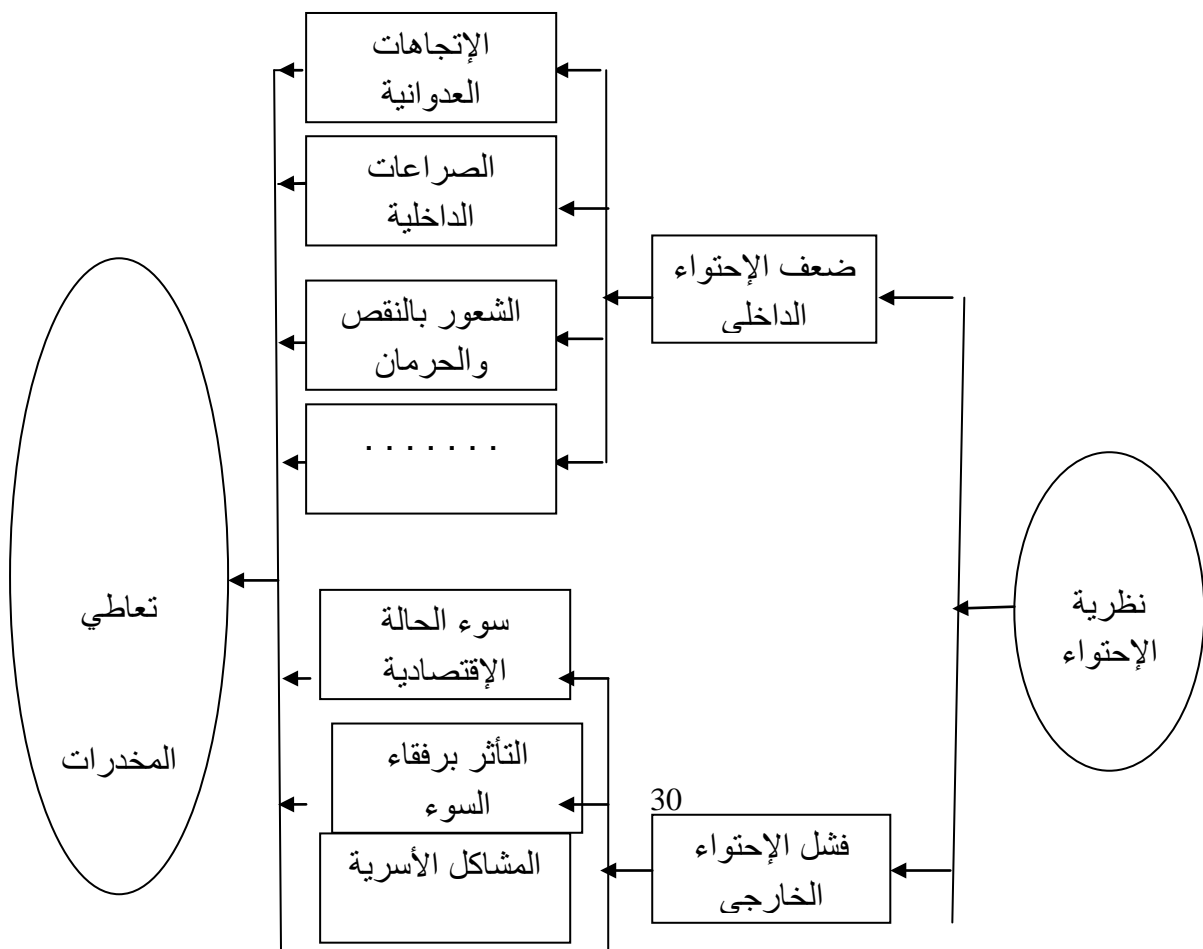 نظرية
الإحتواء
ضعف الإحتواء
الداخلى
الإتجاهات
العدوانية
الصراعات
الداخلية
الشعور بالنقص
والحرمان
. . . . . . .
30
فشل الإحتواء
الخارجى
سوء الحالة
الإقتصادية
التأثر برفقاء
السوء
المشاكل الأسرية
تعاطي
المخدرات